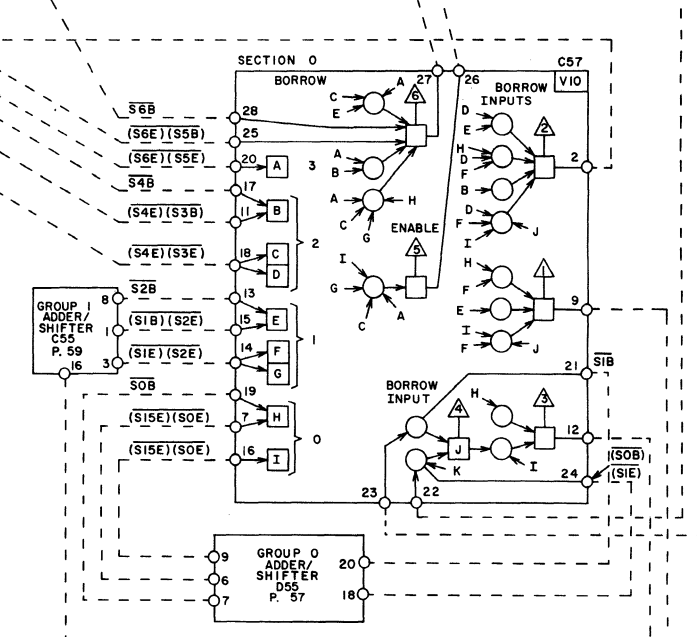 SECTION 0
C57
BORROW
27
26
V10
6
A
C
E
BORROW
INPUTS
D
E
2
S6B
28
(S6E)(S5B)
25
(S6E)(S5E)
20
A
3
A
B
H
D
F
B
2
S4B
17
(S4E)(S3B)
11
B
2
A
H
C
G
D
F
I
J
ENABLE
5
(S4E)(S3E)
18
C
D
I
G
C
A
H
F
1
S2B
8
13
E
E
9
GROUP 1
ADDER/
SHIFTER
C55
P. 59
16
(S1B)(S2E)
1
15
1
I
F
J
(S1E)(S2E)
3
14
F
G
21
S1B
S0B
19
H
BORROW
INPUT
4
H
3
(S15E)(S0E)
7
0
J
12
(S15E)(S0E)
16
I
K
I
24
(S0B)
(S1E)
23
22
9
6
7
GROUP 0
ADDER/
SHIFTER
D55
P. 57
20
18